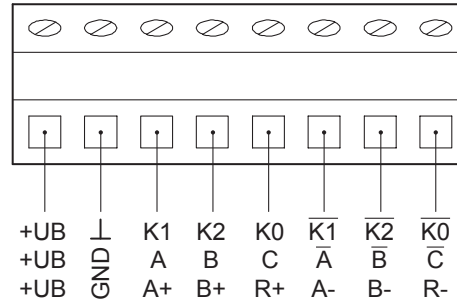 +UB ⊥ K1 K2 K0 K̅1̅ K̅2̅ K̅0̅
+UB GND A B C A̅ B̅ C̅
+UB A+ B+ R+ A- B- R-